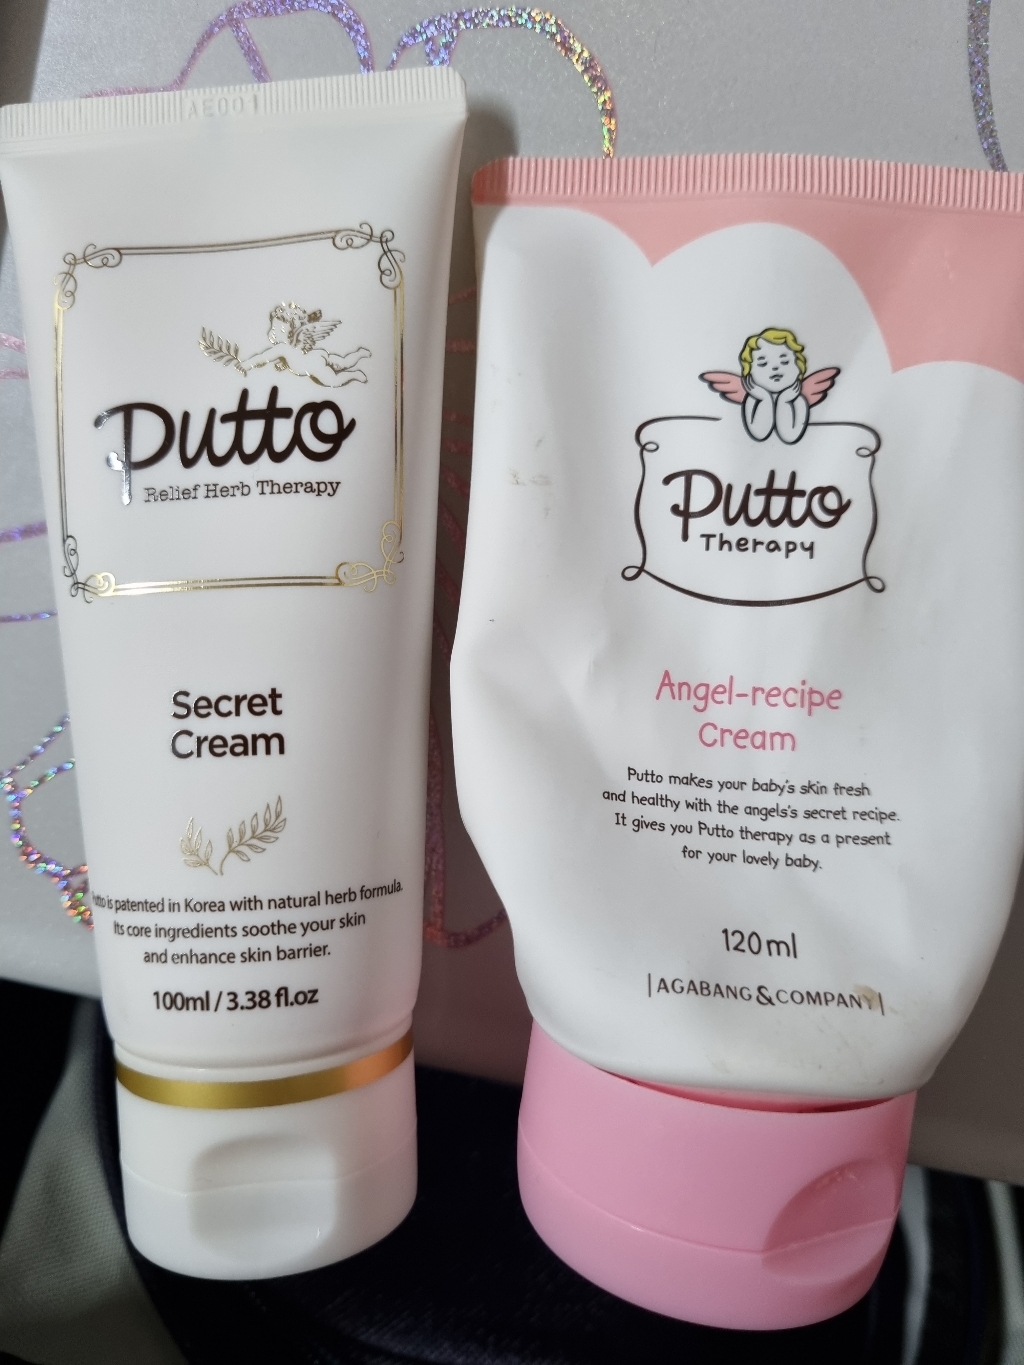 AE001
Putto
Relief Herb Therapy
Secret
Cream
is patented in Korea with natural herb formula.
Its core ingredients soothe your skin
and enhance skin barrier.
100ml / 3.38 fl.oz
Putto
Therapy
Angel-recipe
Cream
Putto makes your baby's skin fresh
and healthy with the angels's secret recipe.
It gives you Putto therapy as a present
for your lovely baby.
120ml
|AGABANG&COMPANY|